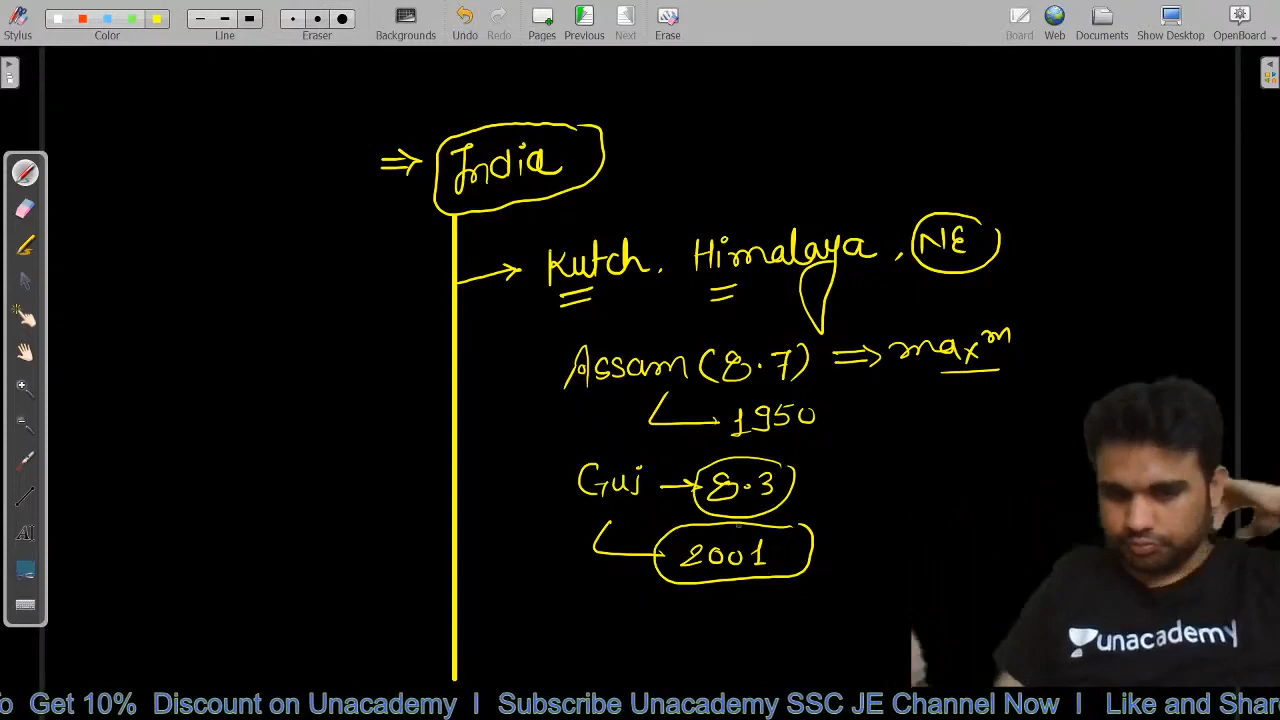 Stylus Color Line Eraser Backgrounds Undo Redo Pages Previous Next Erase Board Web Documents Show Desktop OpenBoard
⇒ India
→ Kutch, Himalaya, NE
Assam (8.7) ⇒ maxᵐ
1950
Guj → 8.3
2001
unacademy
o Get 10% Discount on Unacademy I Subscribe Unacademy SSC JE Channel Now I Like and Shar